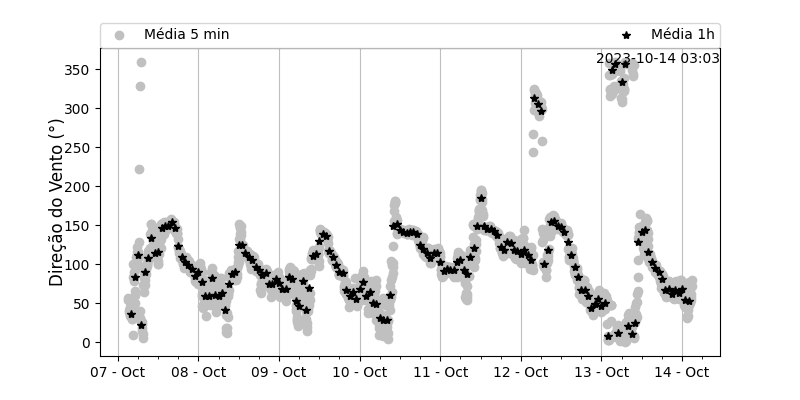 Média 5 min
Média 1h
2023-10-14 03:03
Direção do Vento (°)
350
300
250
200
150
100
50
0
07 - Oct
08 - Oct
09 - Oct
10 - Oct
11 - Oct
12 - Oct
13 - Oct
14 - Oct